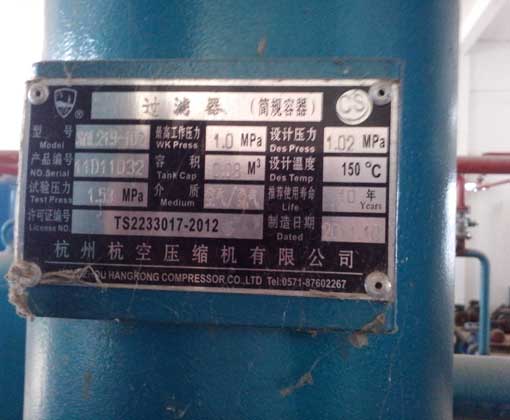 过滤器 (简规容器) CS
®
型号 最高工作压力 1.0 MPa 设计压力 1.02 MPa
Model WK Press Des Press
产品编号 容积 M³ 设计温度 150 ℃
NO.Serial Tank Cap Des Temp
试验压力 MPa 介质 推荐使用寿命 10 年
Test Press Medium Life Years
许可证编号 TS2233017-2012 制造日期
License NO. Dated
杭州杭空压缩机有限公司
HANGKONG COMPRESSOR.CO.,LTD Tel:0571-87602267